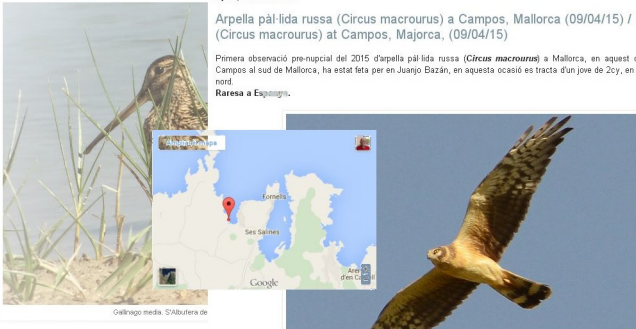 Arpella pàl·lida russa (Circus macrourus) a Campos, Mallorca (09/04/15) /
(Circus macrourus) at Campos, Majorca, (09/04/15)
Primera observació pre-nupcial del 2015 d'arpella pàl·lida russa (Circus macrourus) a Mallorca, en aquest
Campos al sud de Mallorca, ha estat feta per en Juanjo Bazán, en aquesta ocasió es tracta d'un jove de 2cy, en
nord.
Raresa a
Fornells
Ses Salines
d'en
Google
Gallinago media. S'Albufera de